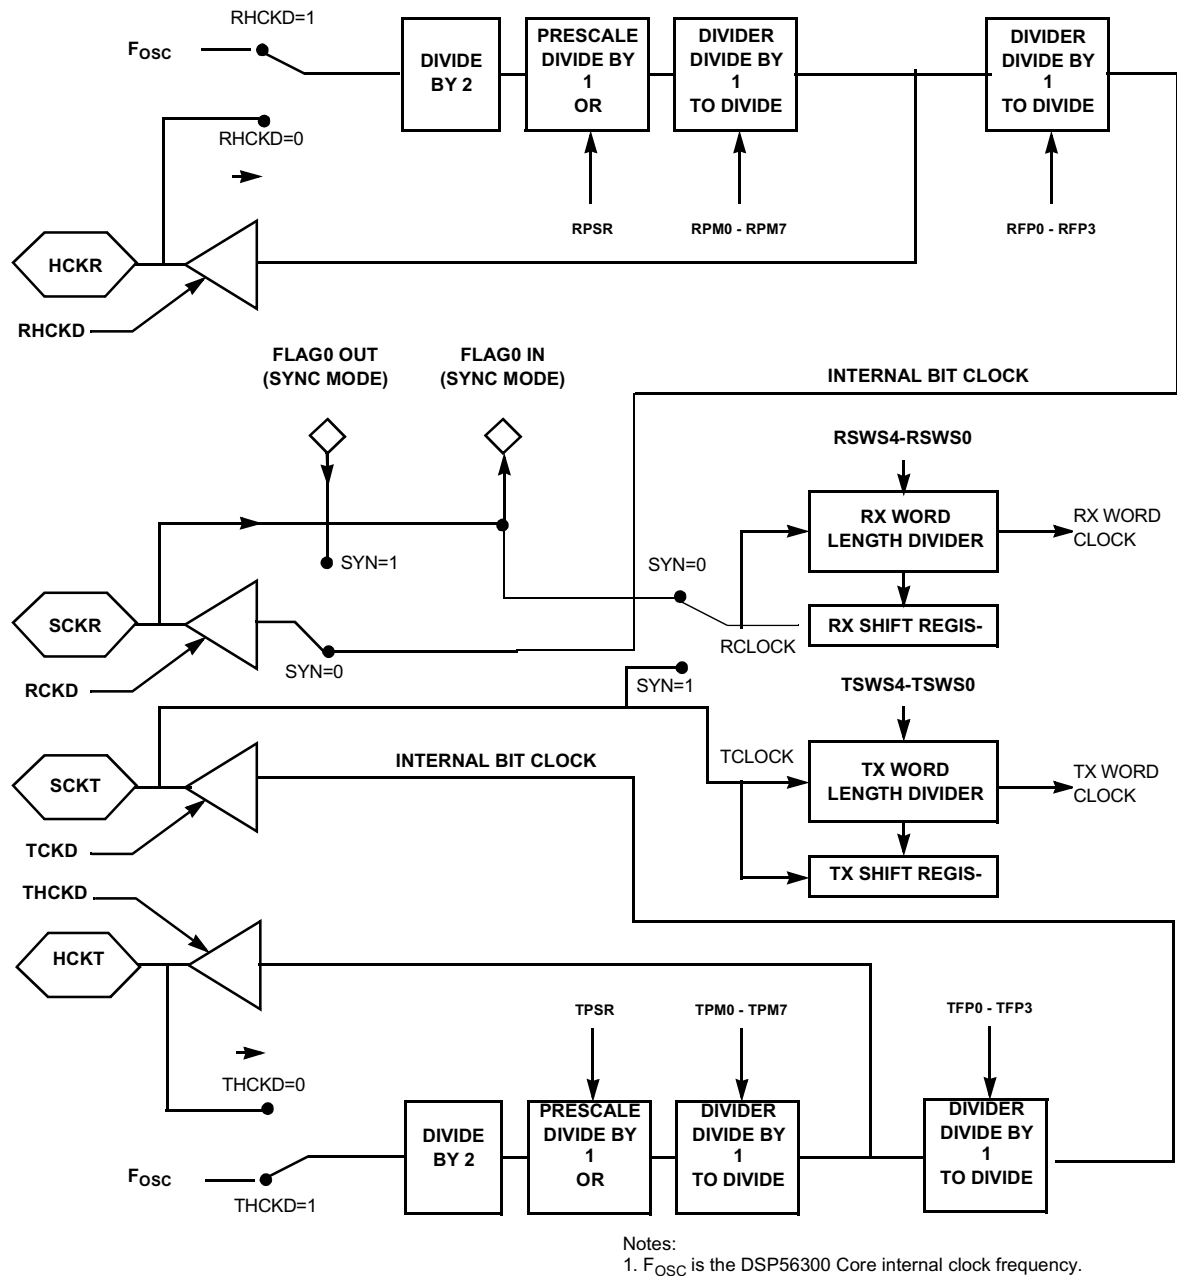 RHCKD=1
FOSC
DIVIDE
BY 2
PRESCALE
DIVIDE BY
1
OR
DIVIDER
DIVIDE BY
1
TO DIVIDE
DIVIDER
DIVIDE BY
1
TO DIVIDE
RHCKD=0
RPSR
RPM0 - RPM7
RFP0 - RFP3
HCKR
RHCKD
FLAG0 OUT
(SYNC MODE)
FLAG0 IN
(SYNC MODE)
INTERNAL BIT CLOCK
RSWS4-RSWS0
RX WORD
LENGTH DIVIDER
RX WORD
CLOCK
SYN=1
SYN=0
SCKR
RX SHIFT REGIS-
RCLOCK
SYN=0
RCKD
SYN=1
TSWS4-TSWS0
INTERNAL BIT CLOCK
TCLOCK
SCKT
TX WORD
LENGTH DIVIDER
TX WORD
CLOCK
TCKD
TX SHIFT REGIS-
THCKD
HCKT
TPSR
TPM0 - TPM7
TFP0 - TFP3
THCKD=0
DIVIDE
BY 2
PRESCALE
DIVIDE BY
1
OR
DIVIDER
DIVIDE BY
1
TO DIVIDE
DIVIDER
DIVIDE BY
1
TO DIVIDE
FOSC
THCKD=1
Notes:
1. FOSC is the DSP56300 Core internal clock frequency.